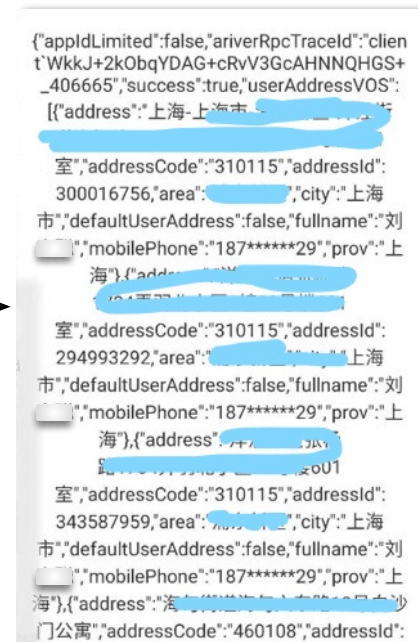 {"appIdLimited":false,"ariverRpcTraceId":"clien
t`WkkJ+2kObqYDAG+cRvV3GcAHNNQHGS+
_406665","success":true,"userAddressVOS":
[{"address":"上海-上海市-
室","addressCode":"310115","addressId":
300016756,"area":" ","city":"上海
市","defaultUserAddress":false,"fullname":"刘
","mobilePhone":"187******29","prov":"上
海"},{"address":"
室","addressCode":"310115","addressId":
294993292,"area":" "上海
市","defaultUserAddress":false,"fullname":"刘
","mobilePhone":"187******29","prov":"上
海"},{"address":
601
室","addressCode":"310115","addressId":
343587959,"area":" ","city":"上海
市","defaultUserAddress":false,"fullname":"刘
","mobilePhone":"187******29","prov":"上
海"},{"address":"海
门公寓","addressCode":"460108","addressId":